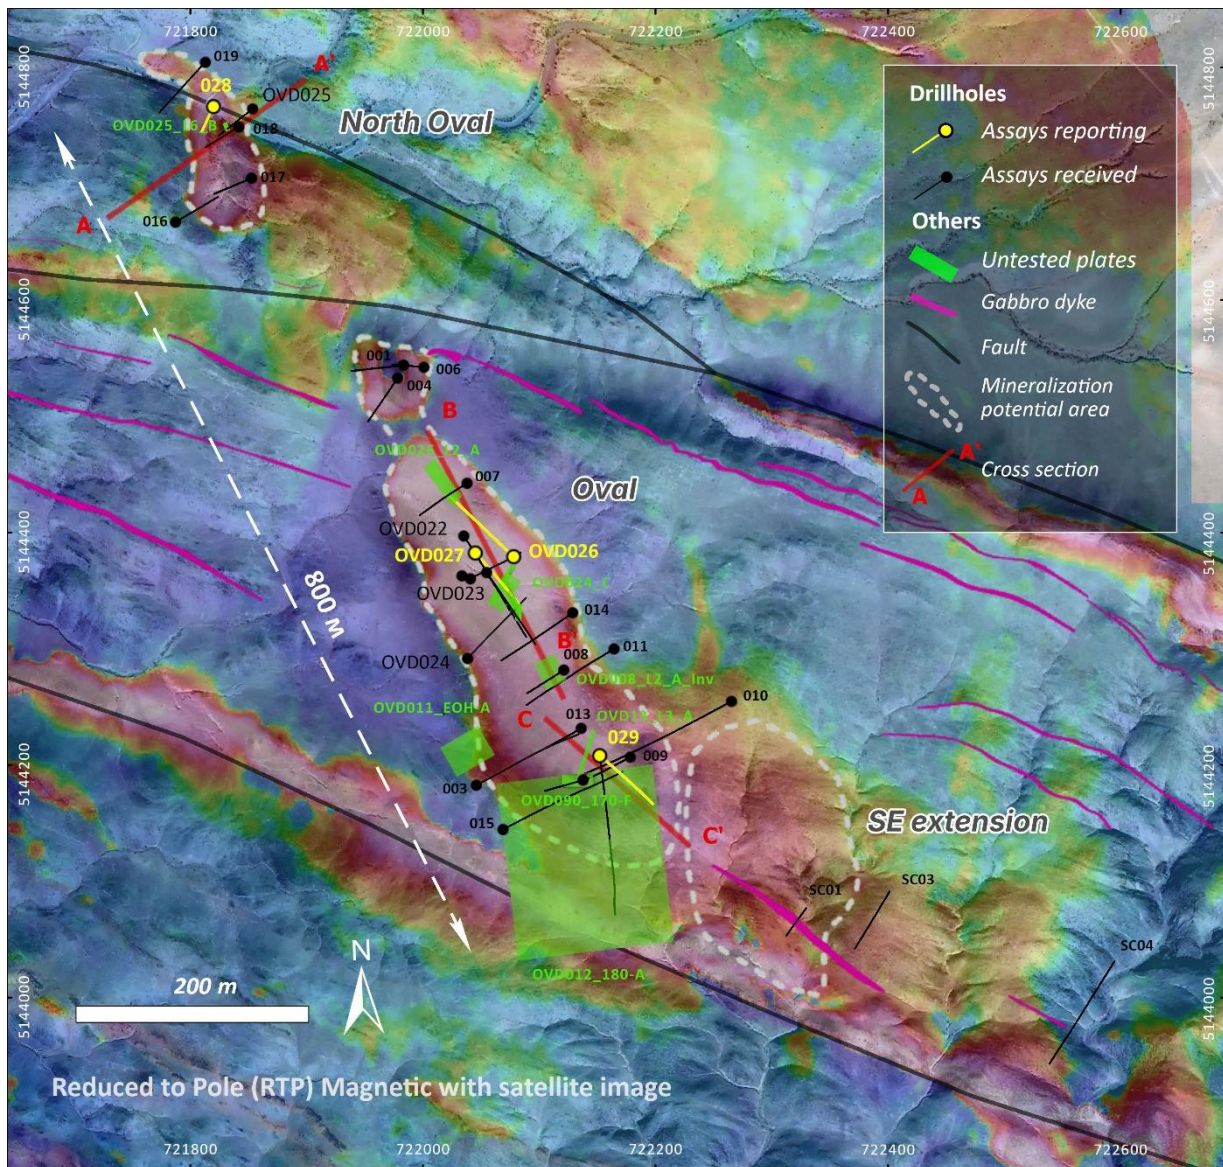 721800
722000
722200
722400
722600
5144800
5144800
019
A'
028
OVD025
North Oval
018
017
016
A
Drillholes
Assays reporting
Assays received
Others
Untested plates
Gabbro dyke
Fault
Mineralization
potential area
A'
Cross section
A
5144600
5144600
001
006
004
B
007
Oval
OVD022
OVD027
OVD026
OVD023
OVD024_C
5144400
5144400
800 м
014
B'
011
OVD024
008
OVD008_L2_A_Inv
OVD011_EOH-A
C
013
010
029
009
5144200
5144200
003
OVD090_170-F
015
C'
SE extension
SC01
SC03
SC04
OVD012_180-A
N
200 m
5144000
5144000
Reduced to Pole (RTP) Magnetic with satellite image
721800
722000
722200
722400
722600